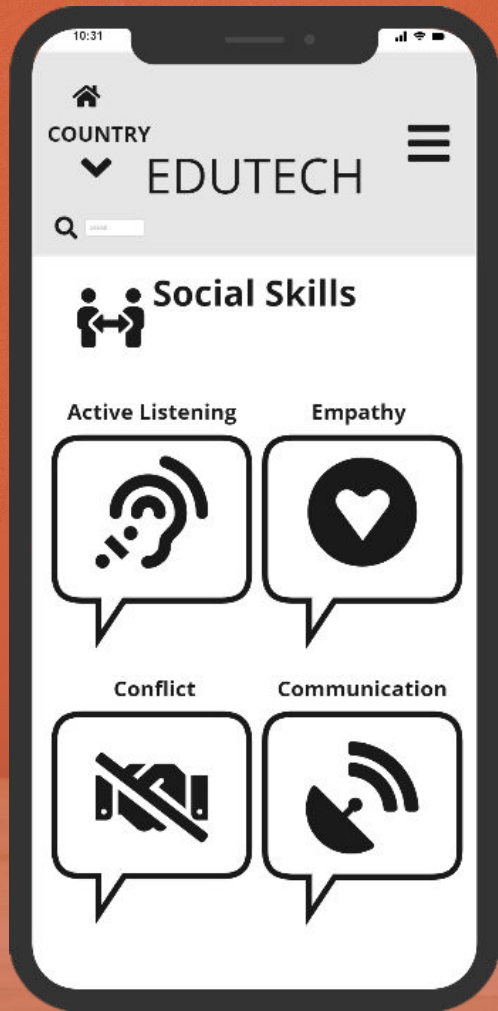 10:31
COUNTRY
EDUTECH
Social Skills
Active Listening
Empathy
Conflict
Communication